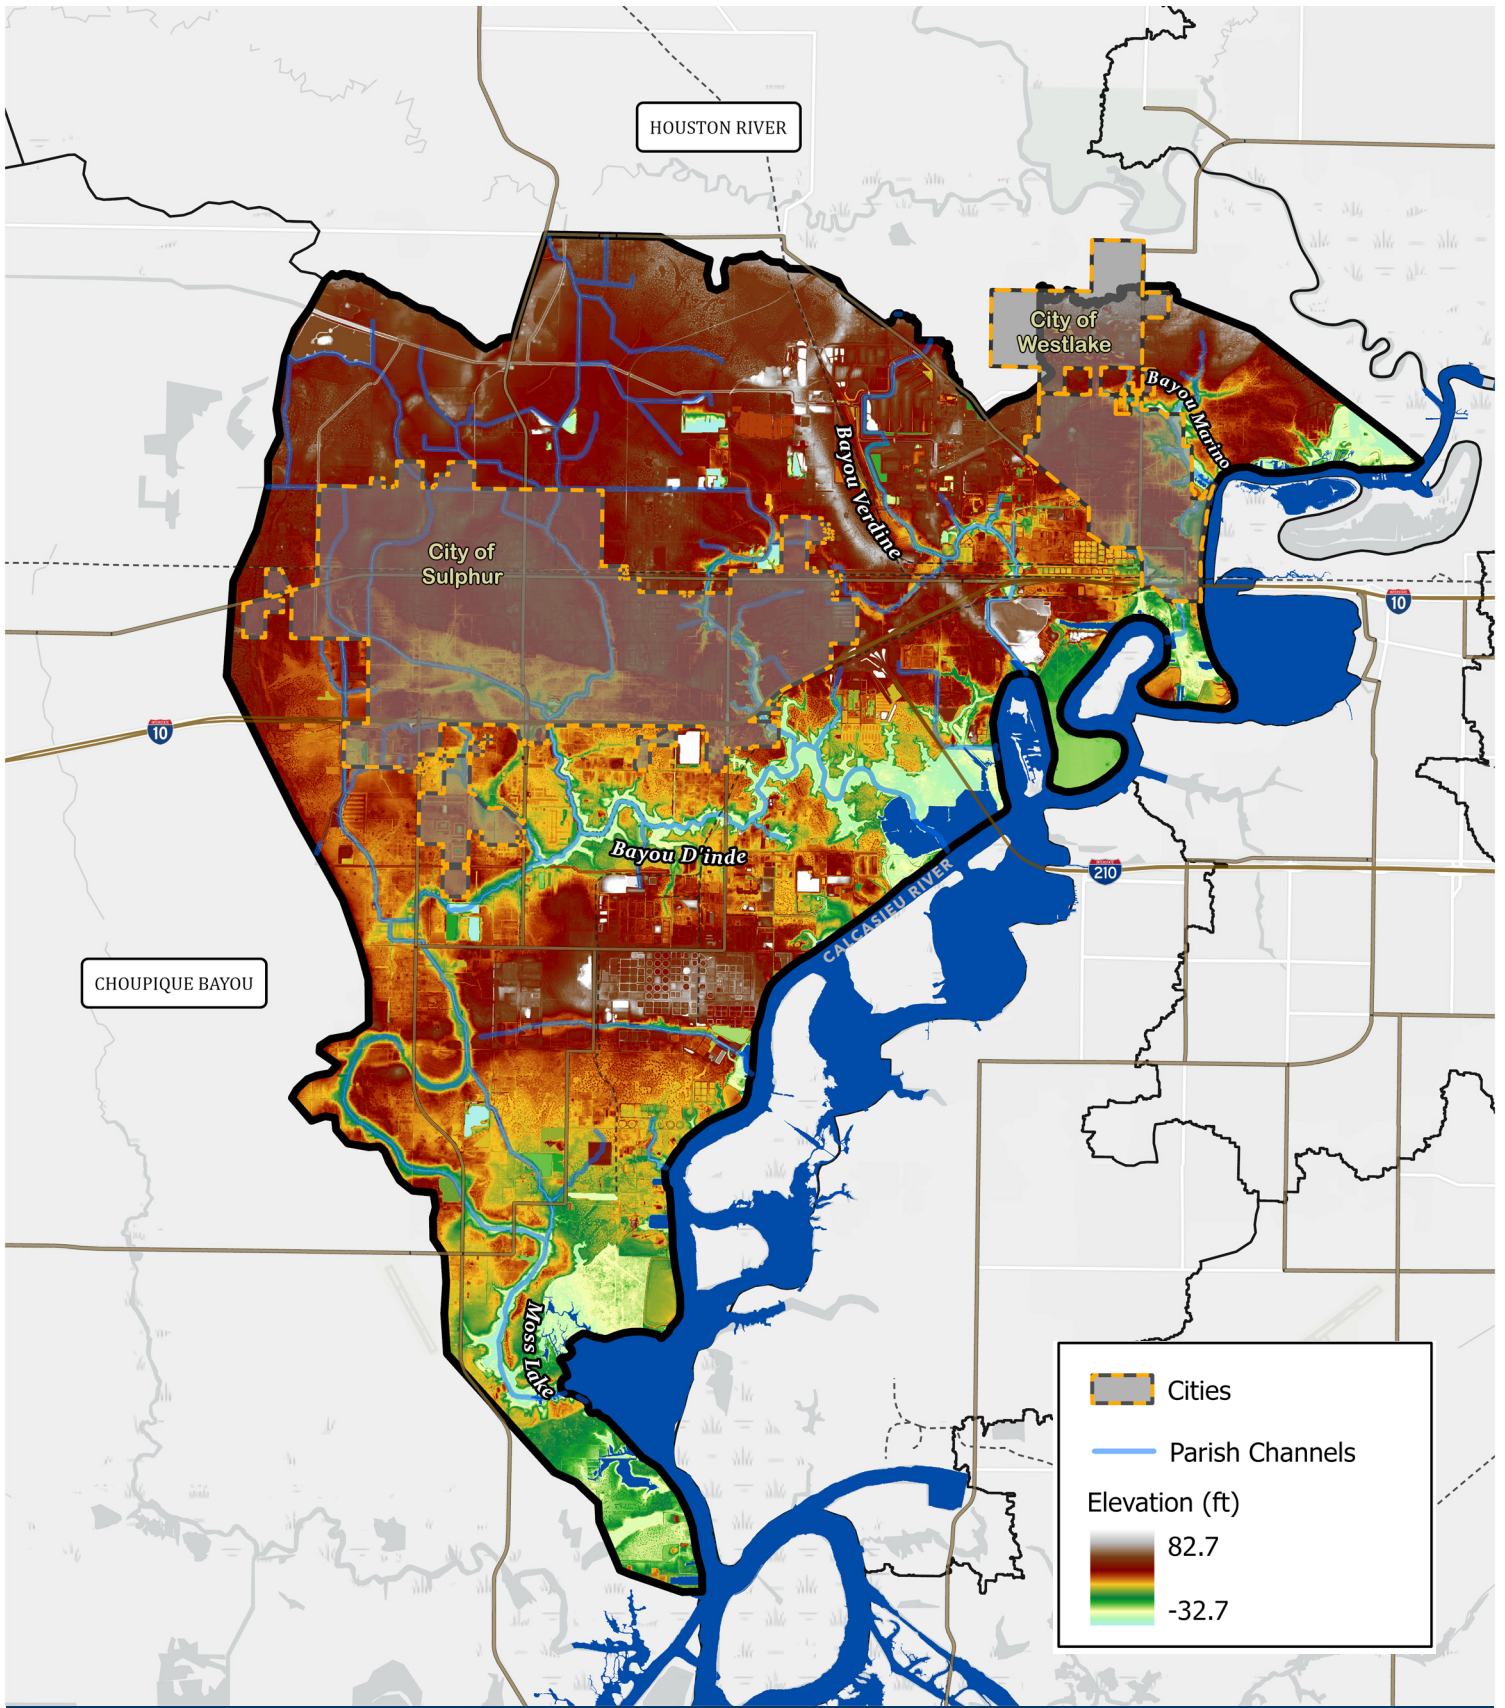 HOUSTON RIVER
City of
Westlake
Bayou Marino
Bayou Verdine
City of
Sulphur
10
10
Bayou D'inde
210
CALCASIEU RIVER
CHOUPIQUE BAYOU
Moss Lake
Cities
Parish Channels
Elevation (ft)
82.7
-32.7